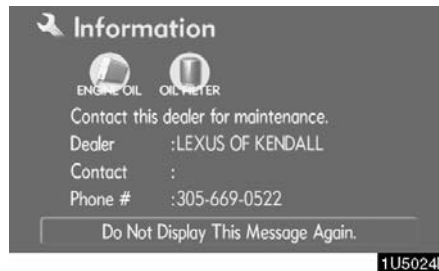 Information
ENGINE OIL OIL FILTER
Contact this dealer for maintenance.
Dealer :LEXUS OF KENDALL
Contact :
Phone # :305-669-0522
Do Not Display This Message Again.
1U5024